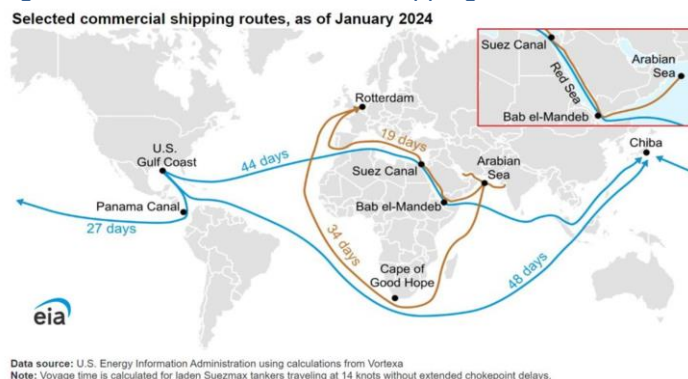 Selected commercial shipping routes, as of January 2024
Suez Canal
Red Sea
Arabian
Sea
Bab el-Mandeb
Rotterdam
19 days
U.S.
Gulf Coast
44 days
Suez Canal
Arabian
Sea
Chiba
Panama Canal
Bab el-Mandeb
27 days
34 days
48 days
Cape of
Good Hope
eia
Data source: U.S. Energy Information Administration using calculations from Vortexa
Note: Voyage time is calculated for laden Suezmax tankers traveling at 14 knots without extended chokepoint delays.